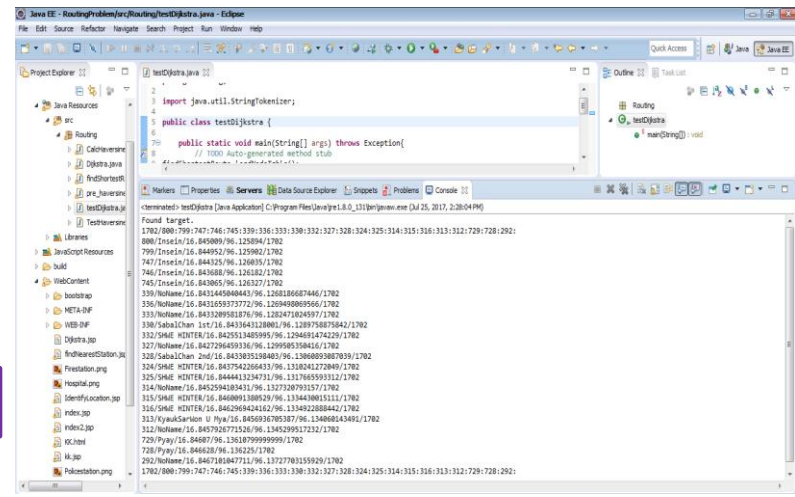 Java EE - RoutingProblem/src/Routing/testDijkstra.java - Eclipse
File Edit Source Refactor Navigate Search Project Run Window Help
Quick Access Java Java EE
Project Explorer
Java Resources
src
Routing
CalcHaversine
Dijkstra.java
findShortestR
pre_haversine
testDijkstra.ja
TestHaversine
Libraries
JavaScript Resources
build
WebContent
bootstrap
META-INF
WEB-INF
Dijkstra.jsp
findNearestStation.jsp
Firestation.png
Hospital.png
IdentifyLocation.jsp
index.jsp
index2.jsp
KK.html
kk.jsp
Policestation.png
testDijkstra.java
2
3 import java.util.StringTokenizer;
4
5 public class testDijkstra {
6
7 public static void main(String[] args) throws Exception{
8 // TODO Auto-generated method stub
Outline Task List
Routing
testDijkstra
main(String[]) : void
Markers Properties Servers Data Source Explorer Snippets Problems Console
<terminated> testDijkstra [Java Application] C:\Program Files\Java\jre1.8.0_131\bin\javaw.exe (Jul 25, 2017, 2:28:04 PM)
Found target.
1702/800:799:747:746:745:339:336:333:330:332:327:328:324:325:314:315:316:313:312:729:728:292:
800/Insein/16.845009/96.125894/1702
799/Insein/16.844952/96.125902/1702
747/Insein/16.844325/96.126035/1702
746/Insein/16.843688/96.126182/1702
745/Insein/16.843065/96.126327/1702
339/NoName/16.8431445040443/96.1268186687446/1702
336/NoName/16.8431659373772/96.1269498069566/1702
333/NoName/16.8433209581876/96.1282471024597/1702
330/SabalChan 1st/16.8433643128001/96.1289758875842/1702
332/SHWE HINTER/16.8425513485995/96.1294691474229/1702
327/NoName/16.8427296459336/96.1299505350416/1702
328/SabalChan 2nd/16.8433035198403/96.13060893087039/1702
324/SHWE HINTER/16.8437542266433/96.1310241272049/1702
325/SHWE HINTER/16.8444413234731/96.1317665593312/1702
314/NoName/16.8452594103431/96.1327320793157/1702
315/SHWE HINTER/16.8460091380529/96.1334430015111/1702
316/SHWE HINTER/16.8462969424162/96.1334922888442/1702
313/KyaukSarWon U Mya/16.8456936705387/96.134060143491/1702
312/NoName/16.8457926771526/96.1345299517232/1702
729/Pyay/16.84607/96.13610799999999/1702
728/Pyay/16.846628/96.136225/1702
292/NoName/16.8467101047711/96.13727703155929/1702
1702/800:799:747:746:745:339:336:333:330:332:327:328:324:325:314:315:316:313:312:729:728:292: